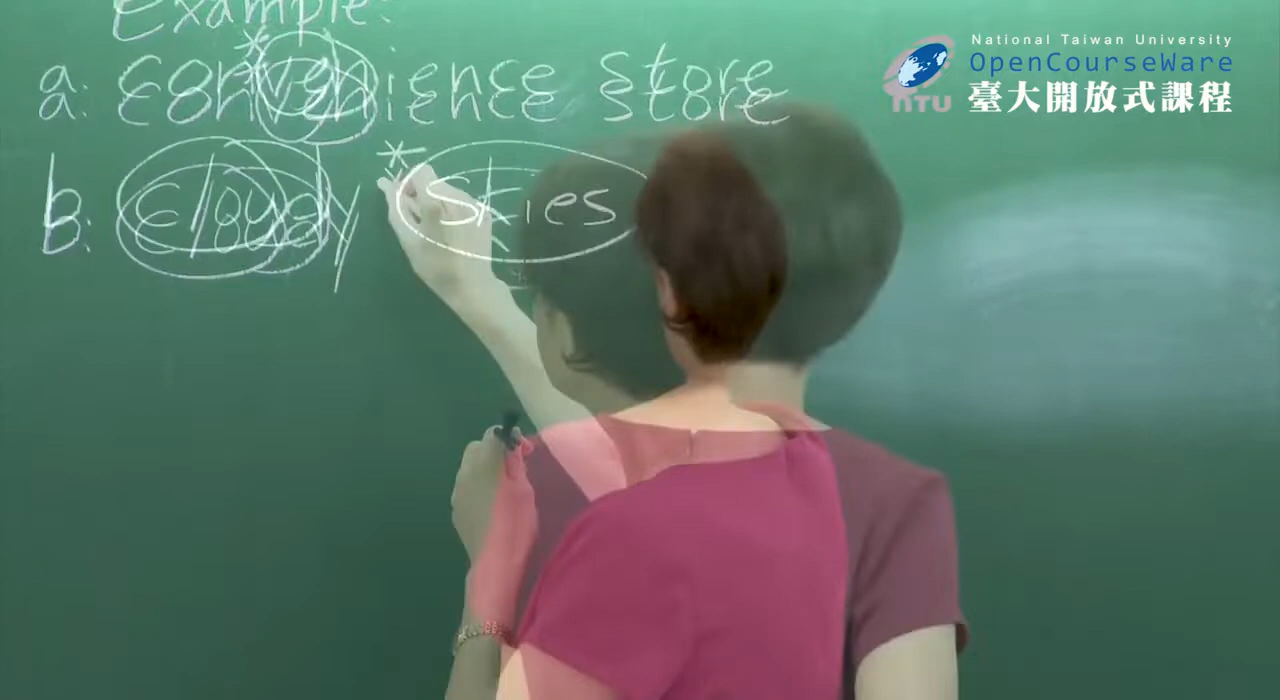 Example:
a. convenience store
b. cloudy * skies
National Taiwan University
OpenCourseWare
NTU
臺大開放式課程